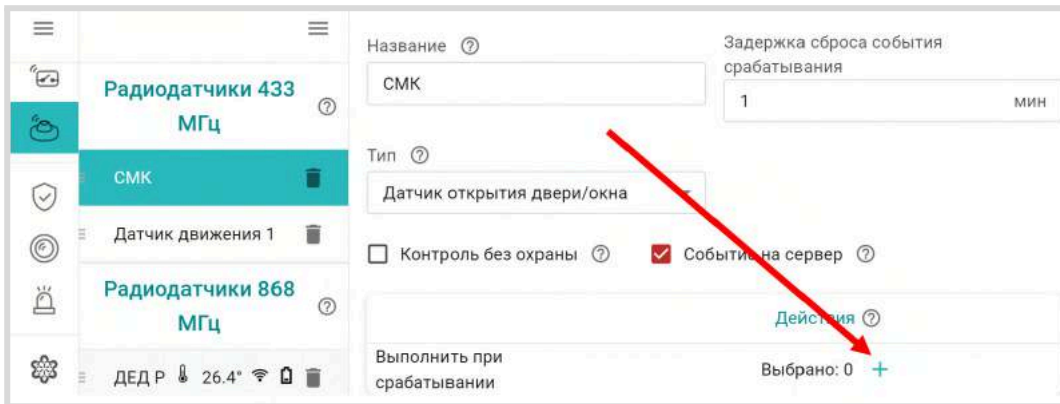 Радиодатчики 433
МГц
СМК
Датчик движения 1
Радиодатчики 868
МГц
ДЕД Р 26.4°
Название
СМК
Задержка сброса события
срабатывания
1 мин
Тип
Датчик открытия двери/окна
Контроль без охраны
Событие на сервер
Действия
Выполнить при
срабатывании
Выбрано: 0 +